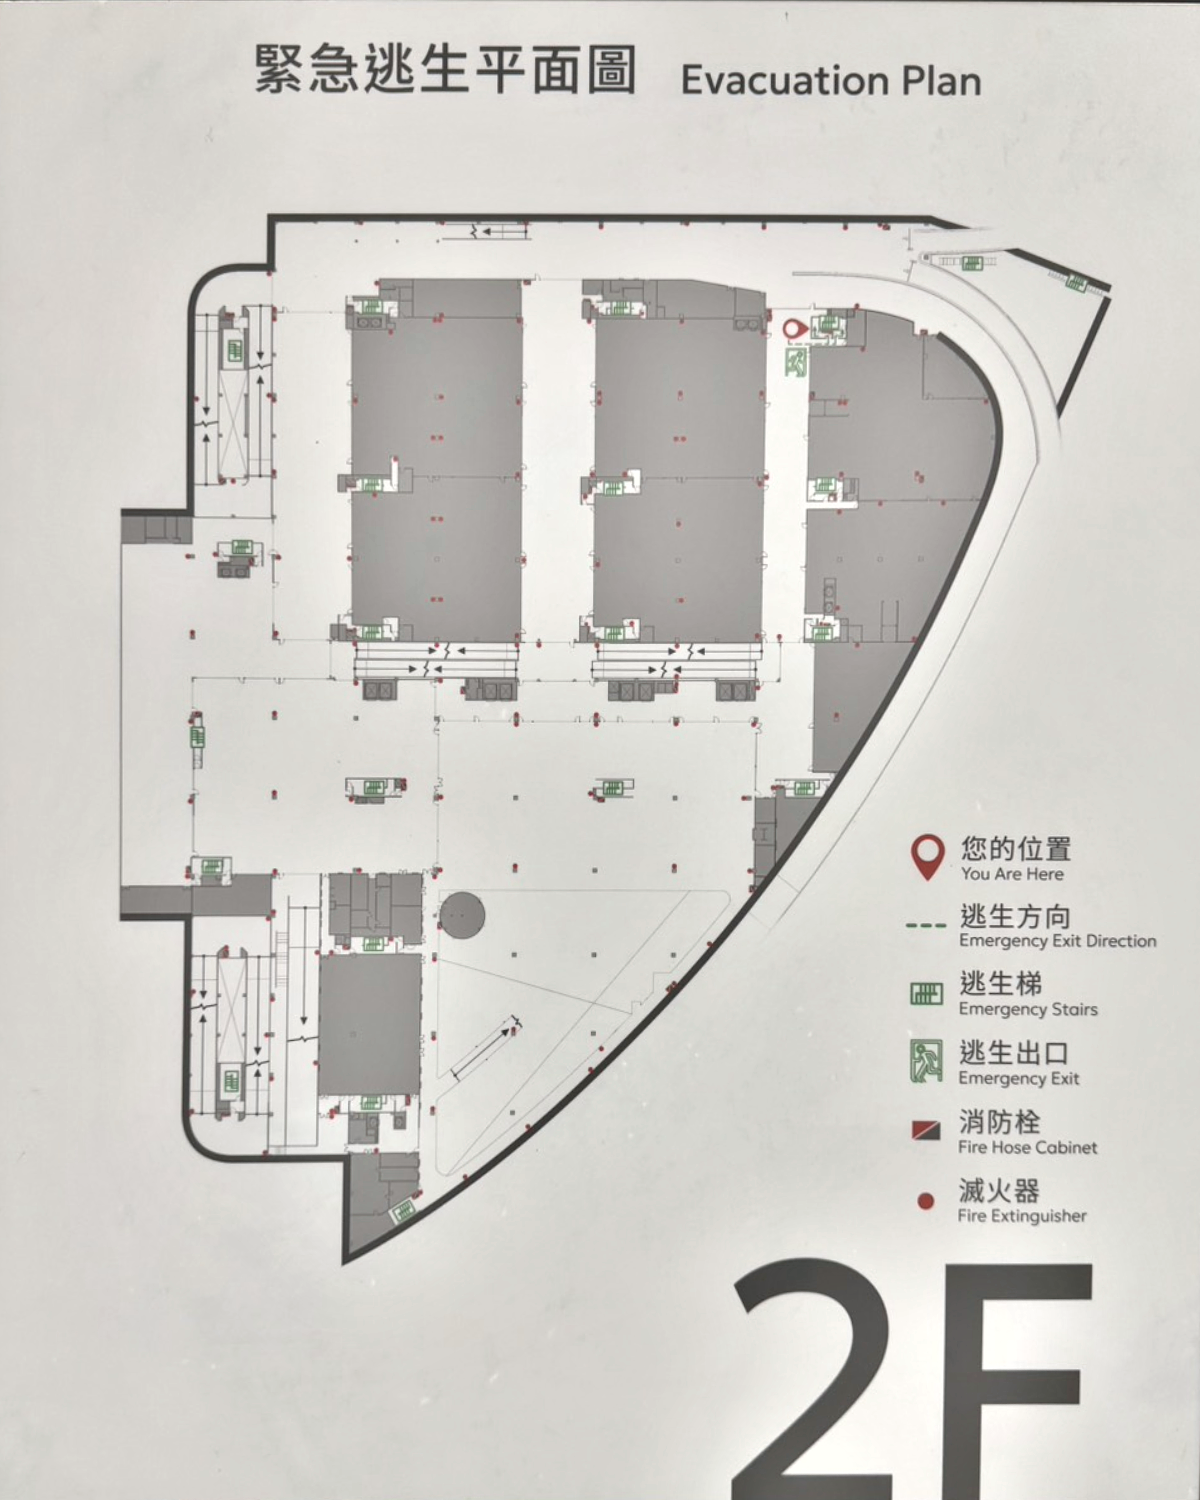 緊急逃生平面圖 Evacuation Plan
您的位置
You Are Here
逃生方向
Emergency Exit Direction
逃生梯
Emergency Stairs
逃生出口
Emergency Exit
消防栓
Fire Hose Cabinet
滅火器
Fire Extinguisher
2F